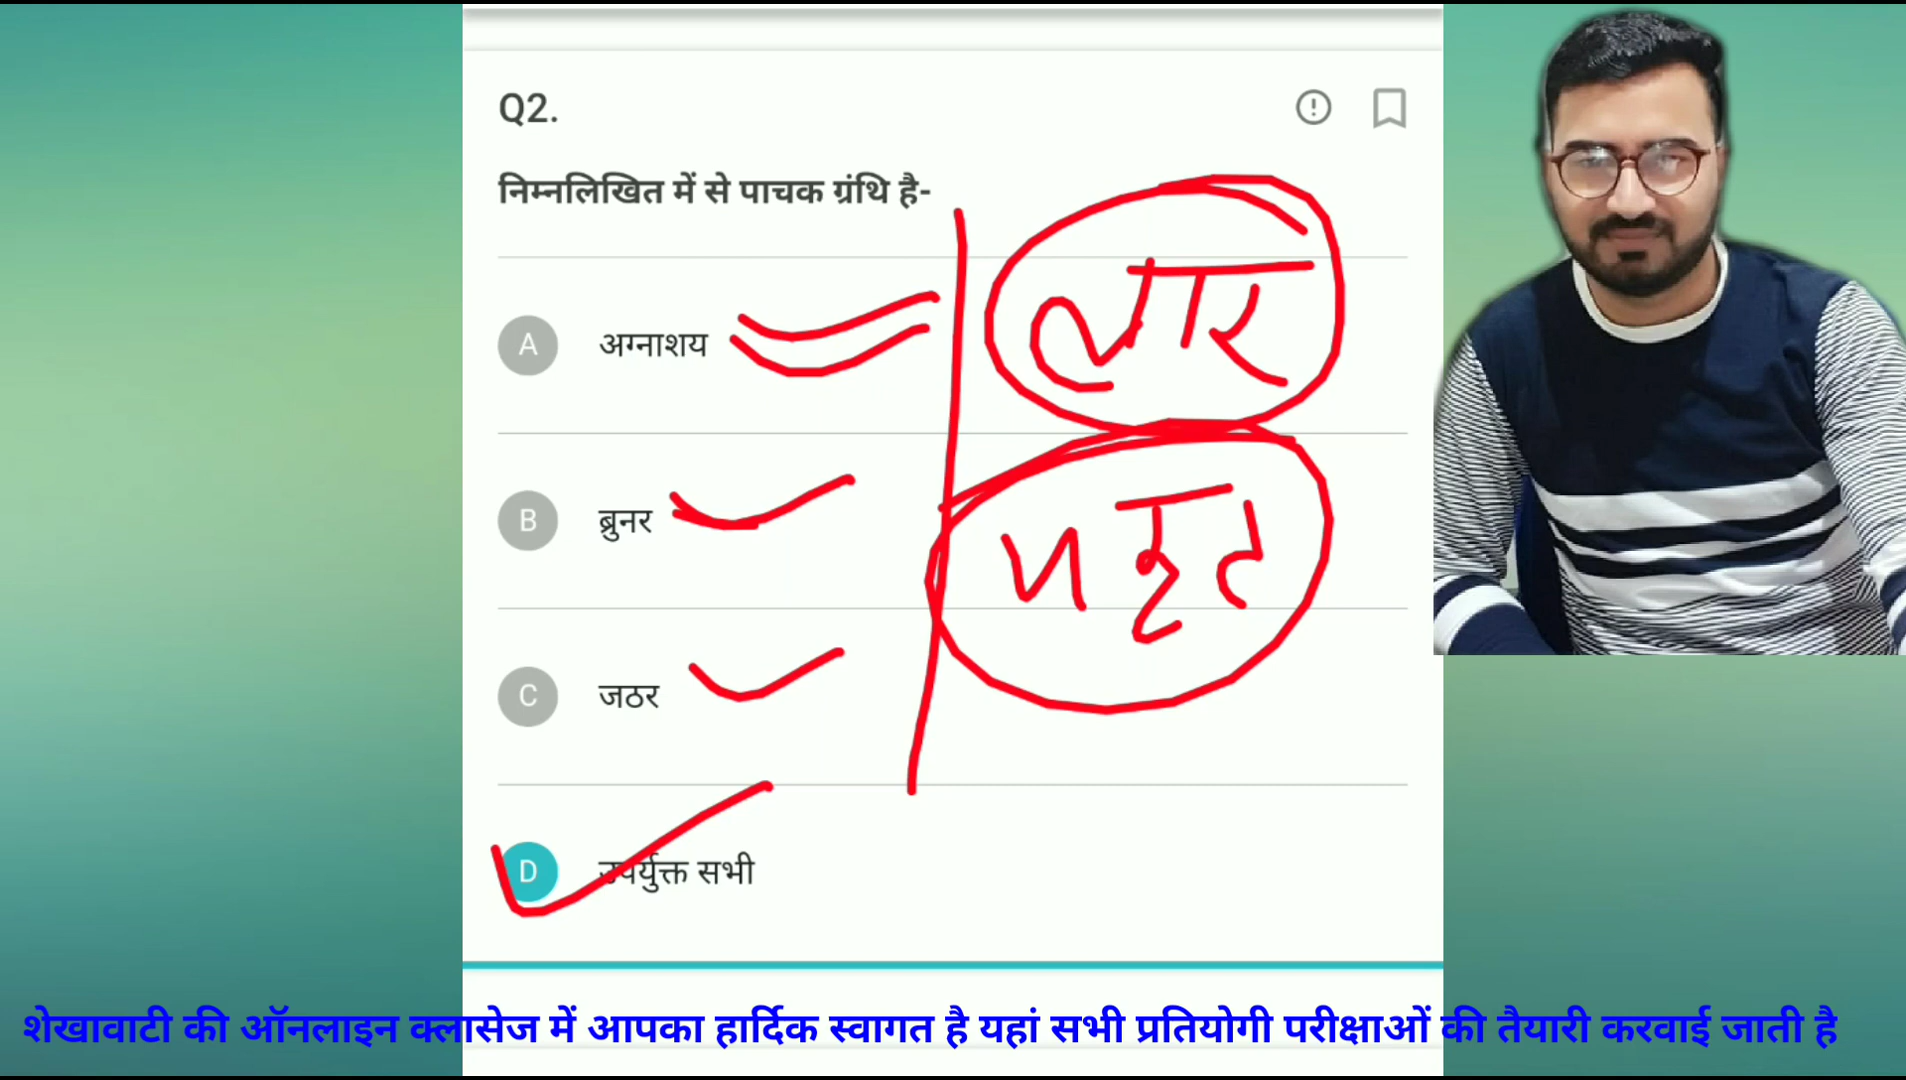 Q2.
निम्नलिखित में से पाचक ग्रंथि है-
A अग्नाशय
लार
B ब्रुनर
यकृत
C जठर
D उपर्युक्त सभी
शेखावाटी की ऑनलाइन क्लासेज में आपका हार्दिक स्वागत है यहां सभी प्रतियोगी परीक्षाओं की तैयारी करवाई जाती है